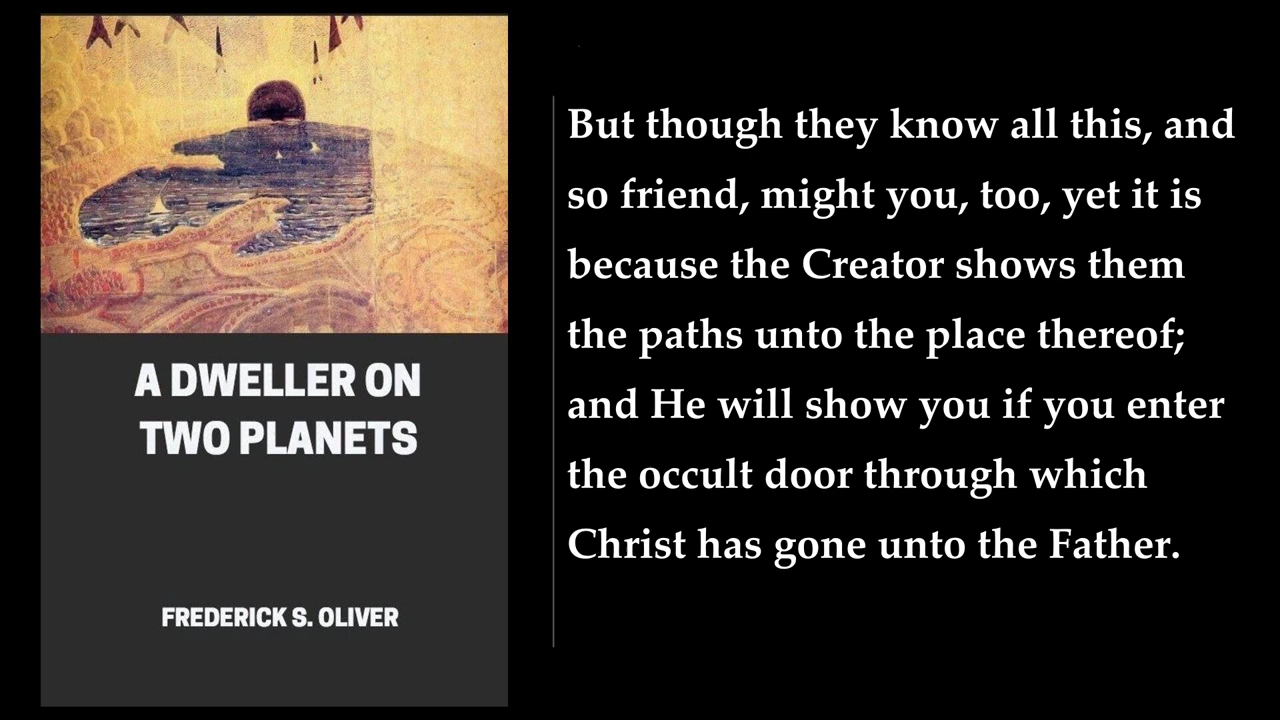 A DWELLER ON
TWO PLANETS
FREDERICK S. OLIVER
But though they know all this, and
so friend, might you, too, yet it is
because the Creator shows them
the paths unto the place thereof;
and He will show you if you enter
the occult door through which
Christ has gone unto the Father.